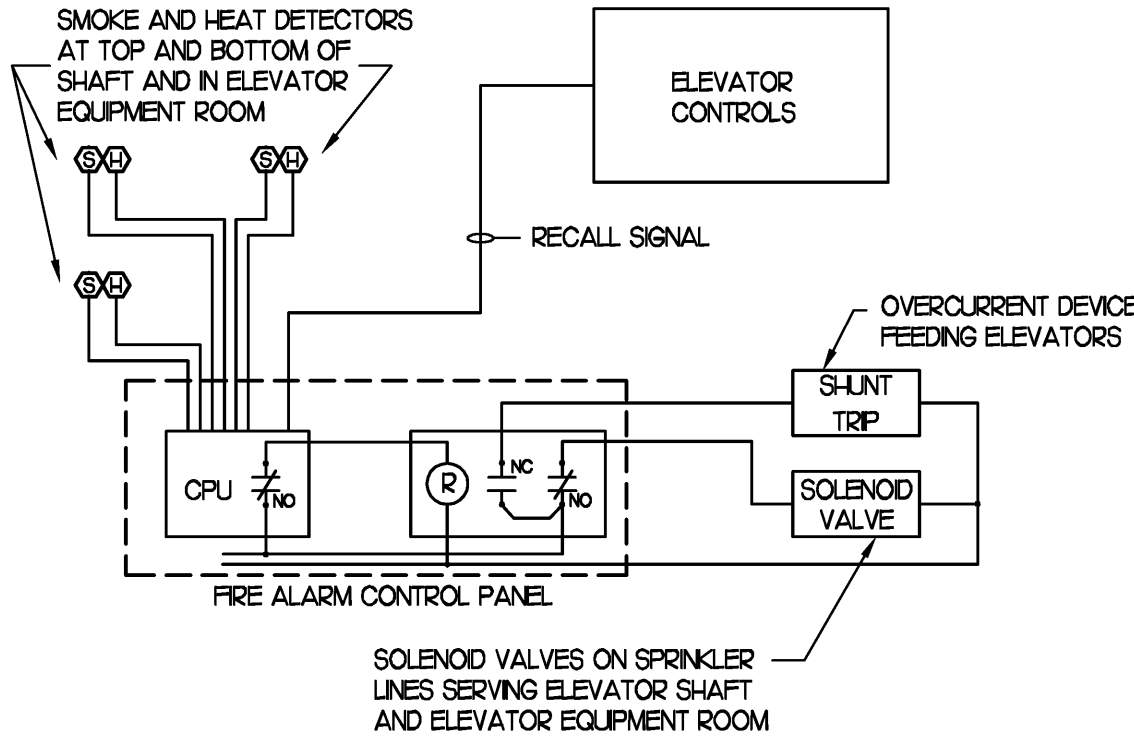 SMOKE AND HEAT DETECTORS
AT TOP AND BOTTOM OF
SHAFT AND IN ELEVATOR
EQUIPMENT ROOM
ELEVATOR
CONTROLS
S H
S H
RECALL SIGNAL
S H
OVERCURRENT DEVICE
FEEDING ELEVATORS
SHUNT
TRIP
CPU
NO
R
NC
NO
SOLENOID
VALVE
FIRE ALARM CONTROL PANEL
SOLENOID VALVES ON SPRINKLER
LINES SERVING ELEVATOR SHAFT
AND ELEVATOR EQUIPMENT ROOM